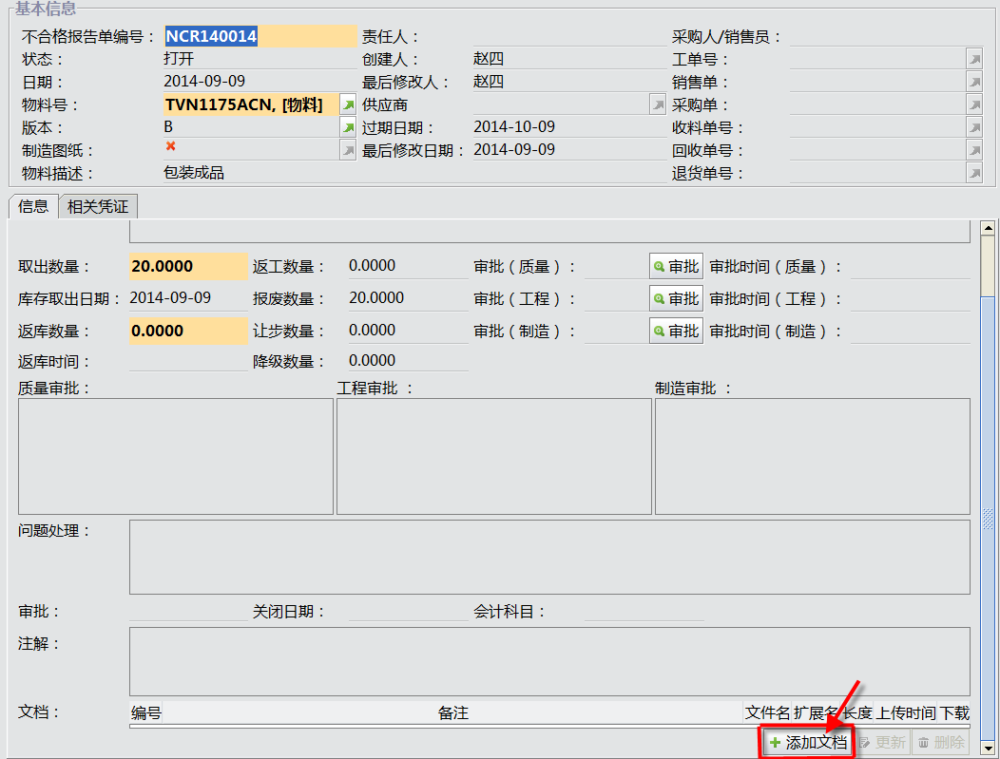 基本信息
不合格报告单编号： NCR140014 责任人： 采购人/销售员：
状态： 打开 创建人： 赵四 工单号：
日期： 2014-09-09 最后修改人： 赵四 销售单：
物料号： TVN1175ACN, [物料] 供应商 采购单：
版本： B 过期日期： 2014-10-09 收料单号：
制造图纸： 最后修改日期： 2014-09-09 回收单号：
物料描述： 包装成品 退货单号：
信息 相关凭证
取出数量： 20.0000 返工数量： 0.0000 审批（质量）： 审批 审批时间（质量）：
库存取出日期： 2014-09-09 报废数量： 20.0000 审批（工程）： 审批 审批时间（工程）：
返库数量： 0.0000 让步数量： 0.0000 审批（制造）： 审批 审批时间（制造）：
返库时间： 降级数量： 0.0000
质量审批： 工程审批 ： 制造审批 ：
问题处理：
审批： 关闭日期： 会计科目：
注解：
文档： 编号 备注 文件名 扩展名 长度 上传时间 下载
添加文档 更新 删除